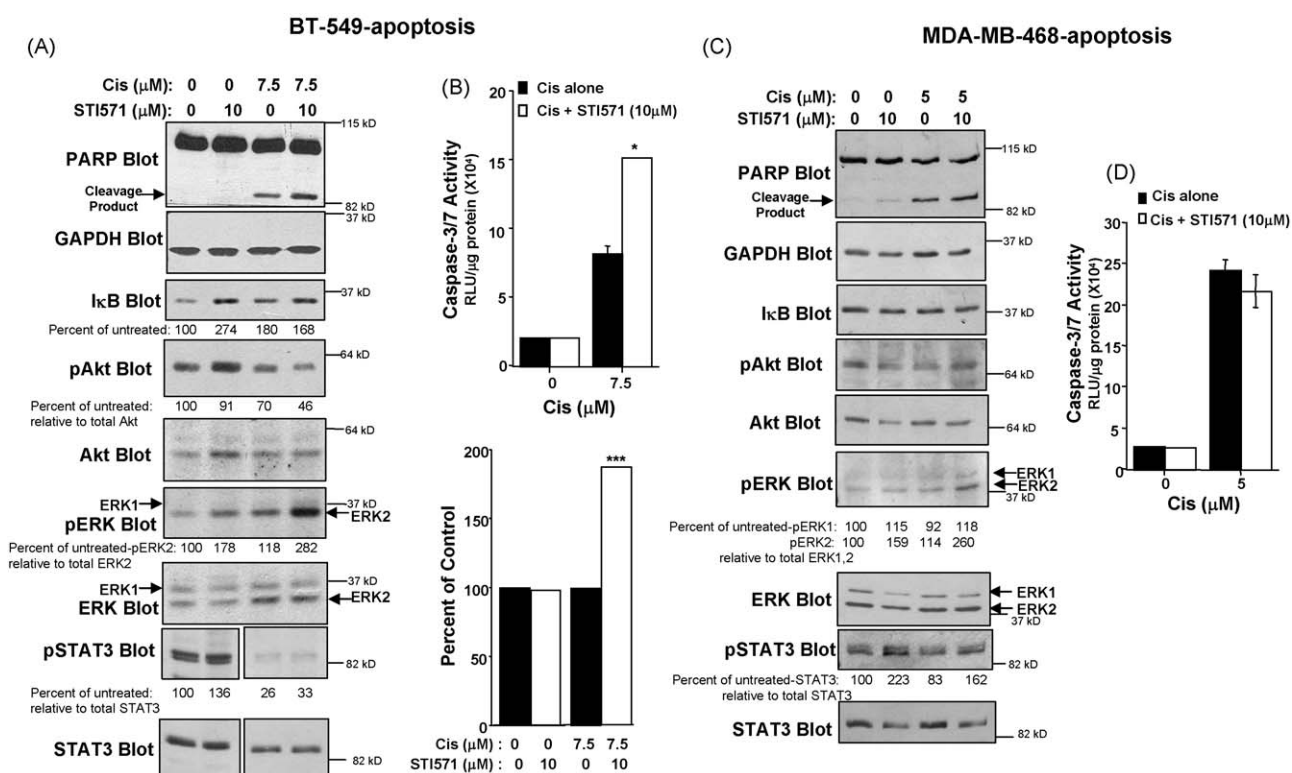 BT-549-apoptosis
(A)
Cis (μM): 0 0 7.5 7.5
STI571 (μM): 0 10 0 10
115 kD
PARP Blot
Cleavage
Product
82 kD
37 kD
GAPDH Blot
IκB Blot
37 kD
Percent of untreated: 100 274 180 168
64 kD
pAkt Blot
Percent of untreated: 100 91 70 46
relative to total Akt
64 kD
Akt Blot
ERK1
37 kD
pERK Blot
ERK2
Percent of untreated-pERK2: 100 178 118 282
relative to total ERK2
37 kD
ERK1
ERK Blot
ERK2
pSTAT3 Blot
82 kD
Percent of untreated: 100 136 26 33
relative to total STAT3
STAT3 Blot
82 kD
(B)
Cis alone
Cis + STI571 (10μM)
Caspase-3/7 Activity
RLU/μg protein (X10⁴)
20
15
10
5
0
*
0 7.5
Cis (μM)
Percent of Control
200
150
100
50
0
***
Cis (μM) : 0 0 7.5 7.5
STI571 (μM) : 0 10 0 10
MDA-MB-468-apoptosis
(C)
Cis (μM): 0 0 5 5
STI571 (μM): 0 10 0 10
115 kD
PARP Blot
Cleavage
Product
82 kD
37 kD
GAPDH Blot
IκB Blot
37 kD
pAkt Blot
64 kD
Akt Blot
64 kD
ERK1
pERK Blot
ERK2
37 kD
Percent of untreated-pERK1: 100 115 92 118
pERK2: 100 159 114 260
relative to total ERK1,2
ERK Blot
ERK1
ERK2
37 kD
pSTAT3 Blot
82 kD
Percent of untreated-STAT3: 100 223 83 162
relative to total STAT3
STAT3 Blot
82 kD
(D)
Cis alone
Cis + STI571 (10μM)
Caspase-3/7 Activity
RLU/μg protein (X10⁴)
30
25
20
15
10
5
0
0 5
Cis (μM)